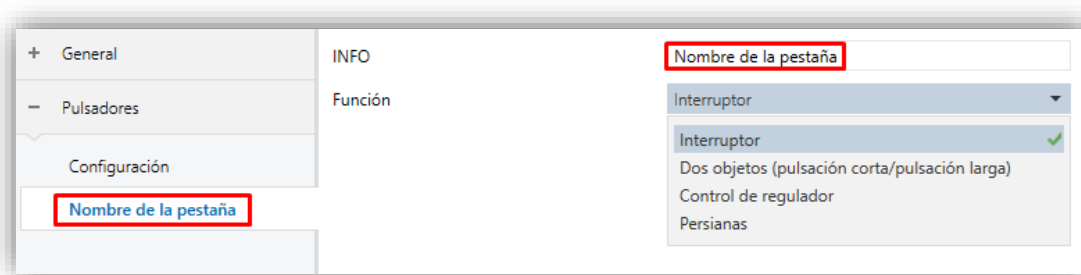 + General
INFO
Nombre de la pestaña
− Pulsadores
Función
Interruptor
Interruptor
Dos objetos (pulsación corta/pulsación larga)
Control de regulador
Persianas
Configuración
Nombre de la pestaña